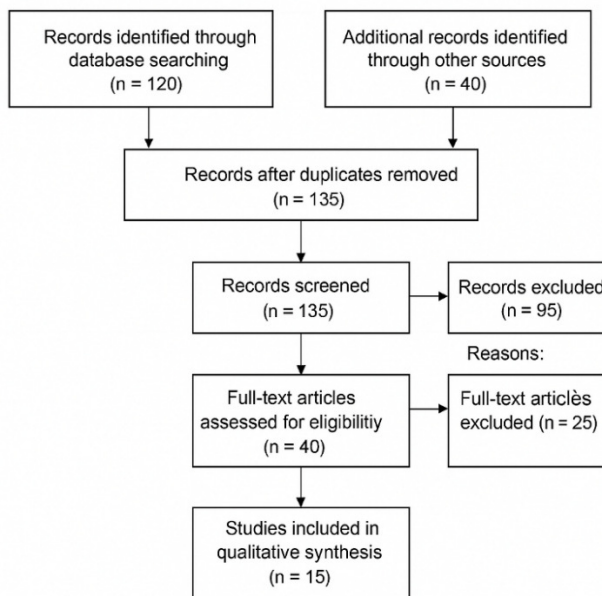 Records identified through
database searching
(n = 120)
Additional records identified
through other sources
(n = 40)
Records after duplicates removed
(n = 135)
Records screened
(n = 135)
Records excluded
(n = 95)
Reasons:
Full-text articles
assessed for eligibilitiy
(n = 40)
Full-text articlès
excluded (n = 25)
Studies included in
qualitative synthesis
(n = 15)